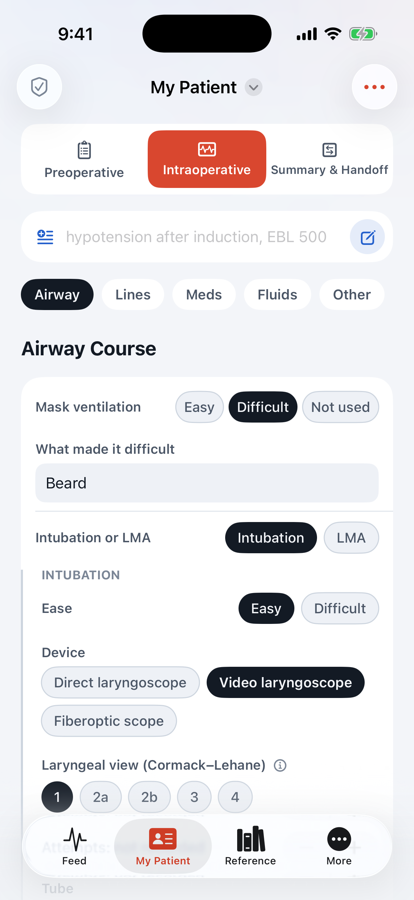 9:41
My Patient
Preoperative
Intraoperative
Summary & Handoff
hypotension after induction, EBL 500
Airway
Lines
Meds
Fluids
Other
Airway Course
Mask ventilation
Easy
Difficult
Not used
What made it difficult
Beard
Intubation or LMA
Intubation
LMA
INTUBATION
Ease
Easy
Difficult
Device
Direct laryngoscope
Video laryngoscope
Fiberoptic scope
Laryngeal view (Cormack–Lehane)
1
2a
2b
3
4
Attempts:
Feed
My Patient
Reference
More
Tube